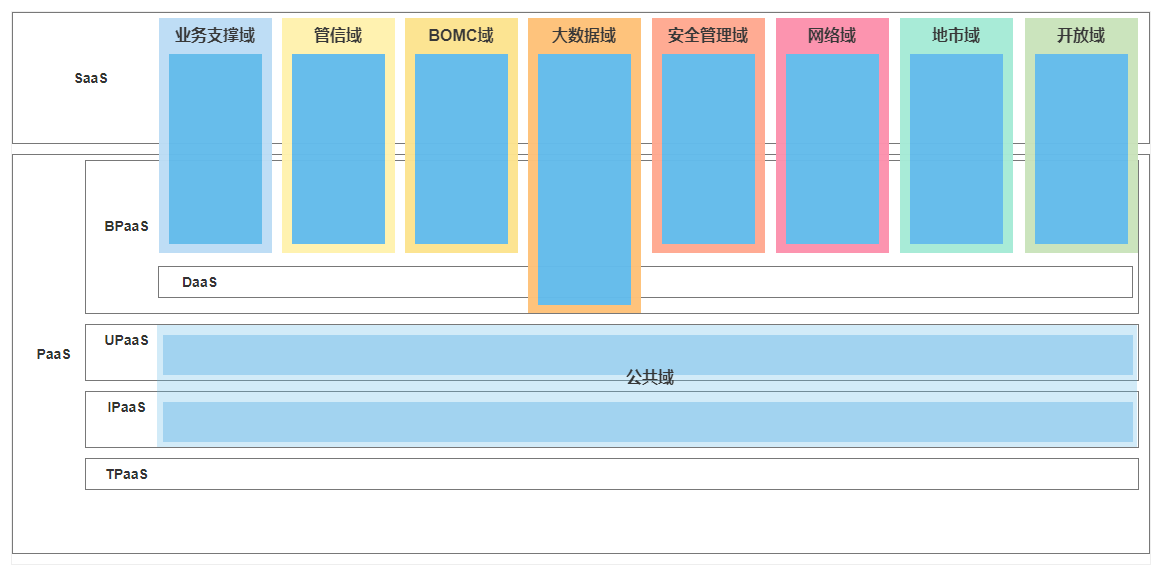 业务支撑域
管信域
BOMC域
大数据域
安全管理域
网络域
地市域
开放域
SaaS
BPaaS
DaaS
PaaS
UPaaS
公共域
IPaaS
TPaaS